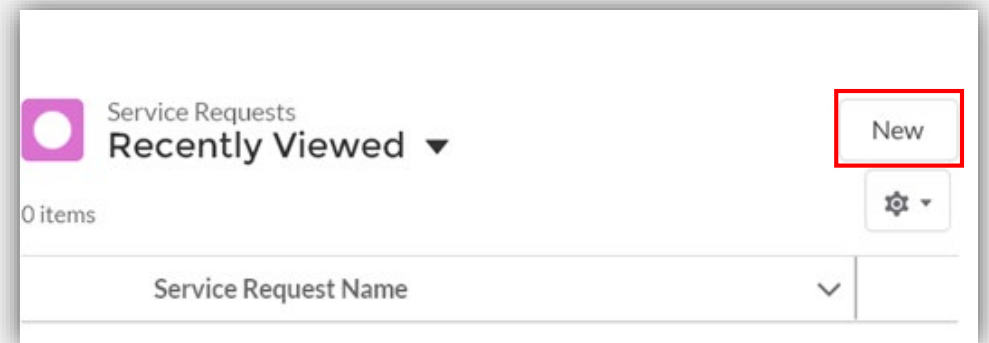 Service Requests
Recently Viewed
New
0 items
Service Request Name